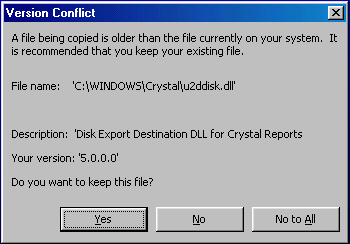 Version Conflict
A file being copied is older than the file currently on your system. It
is recommended that you keep your existing file.
File name: 'C:\WINDOWS\Crystal\u2ddisk.dll'
Description: 'Disk Export Destination DLL for Crystal Reports
Your version: '5.0.0.0'
Do you want to keep this file?
Yes No No to All